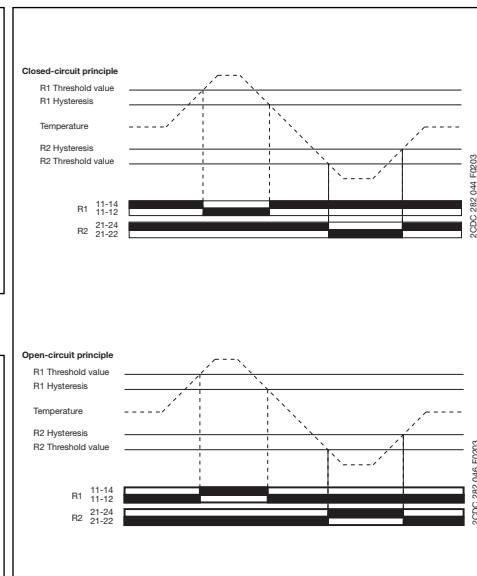 Closed-circuit principle
R1 Threshold value
R1 Hysteresis
Temperature
R2 Hysteresis
R2 Threshold value
R1 11-14
11-12
R2 21-24
21-22
2CDC 282 044 F0203
Open-circuit principle
R1 Threshold value
R1 Hysteresis
Temperature
R2 Hysteresis
R2 Threshold value
R1 11-14
11-12
R2 21-24
21-22
2CDC 282 046 F0203